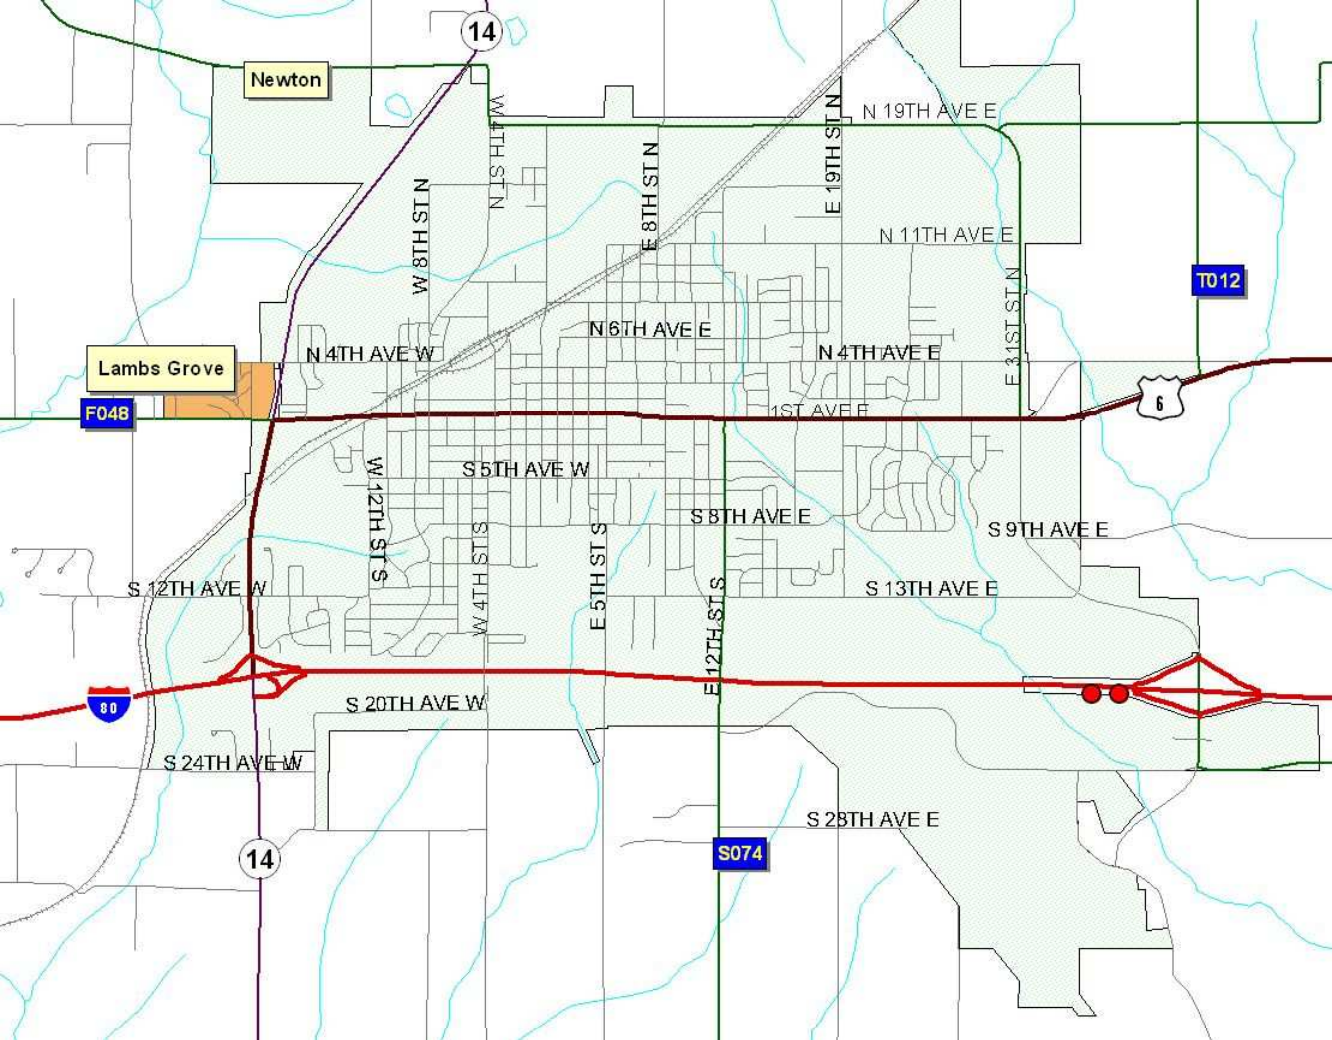 14
Newton
N 19TH AVE E
W 4TH ST N
E 19TH ST N
E 8TH ST N
W 8TH ST N
N 11TH AVE E
T012
E 31ST ST N
N 6TH AVE E
N 4TH AVE W
N 4TH AVE E
Lambs Grove
F048
1ST AVE E
6
S 5TH AVE W
W 12TH ST S
S 8TH AVE E
S 9TH AVE E
W 4TH ST S
E 5TH ST S
S 12TH AVE W
S 13TH AVE E
E 12TH ST S
80
S 20TH AVE W
S 24TH AVE W
S 28TH AVE E
14
S074